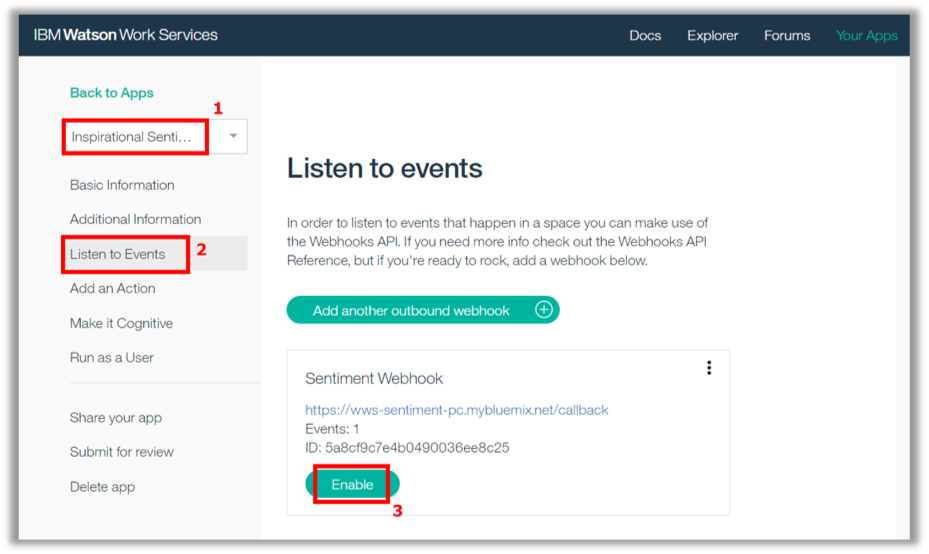 IBM Watson Work Services
Docs Explorer Forums Your Apps
Back to Apps
1
Inspirational Senti...
Basic Information
Additional Information
Listen to Events
2
Add an Action
Make it Cognitive
Run as a User
Share your app
Submit for review
Delete app
Listen to events
In order to listen to events that happen in a space you can make use of
the Webhooks API. If you need more info check out the Webhooks API
Reference, but if you're ready to rock, add a webhook below.
Add another outbound webhook
Sentiment Webhook
https://wws-sentiment-pc.mybluemix.net/callback
Events: 1
ID: 5a8cf9c7e4b0490036ee8c25
Enable
3